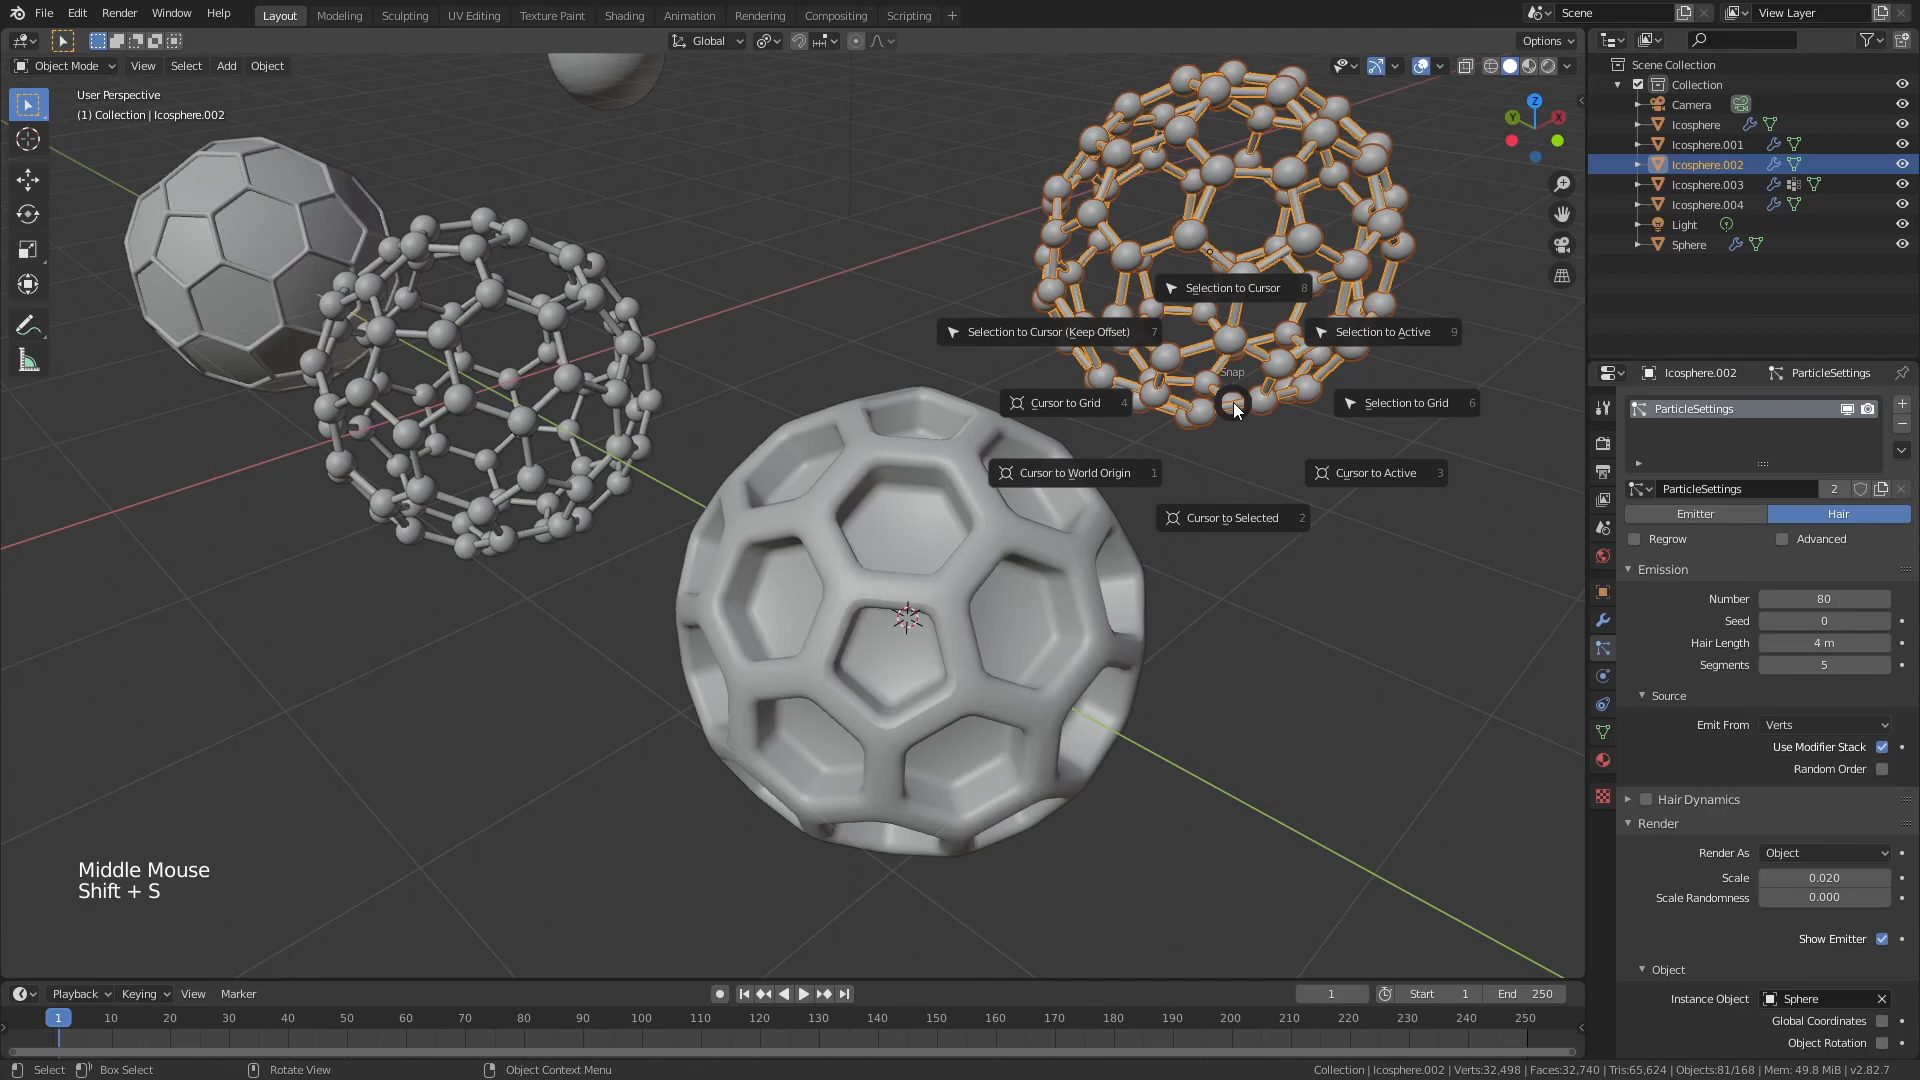 File Edit Render Window Help Layout Modeling Sculpting UV Editing Texture Paint Shading Animation Rendering Compositing Scripting + Scene View Layer
Global Options
Object Mode View Select Add Object
User Perspective
(1) Collection | Icosphere.002
Z
Y
X
Scene Collection
Collection
Camera
Icosphere
Icosphere.001
Icosphere.002
Icosphere.003
Icosphere.004
Light
Sphere
Selection to Cursor 8
Selection to Cursor (Keep Offset) 7
Selection to Active 9
Snap
Cursor to Grid 4
Selection to Grid 6
Cursor to World Origin 1
Cursor to Active 3
Cursor to Selected 2
Middle Mouse
Shift + S
Icosphere.002 ParticleSettings
ParticleSettings
ParticleSettings 2
Emitter Hair
Regrow Advanced
Emission
Number 80
Seed 0
Hair Length 4 m
Segments 5
Source
Emit From Verts
Use Modifier Stack
Random Order
Hair Dynamics
Render
Render As Object
Scale 0.020
Scale Randomness 0.000
Show Emitter
Object
Instance Object Sphere
Global Coordinates
Object Rotation
Playback Keying View Marker 1 Start 1 End 250
1 10 20 30 40 50 60 70 80 90 100 110 120 130 140 150 160 170 180 190 200 210 220 230 240 250
Select Box Select Rotate View Object Context Menu Collection | Icosphere.002 | Verts:32,498 | Faces:32,740 | Tris:65,624 | Objects:81/168 | Mem: 49.8 MiB | v2.82.7